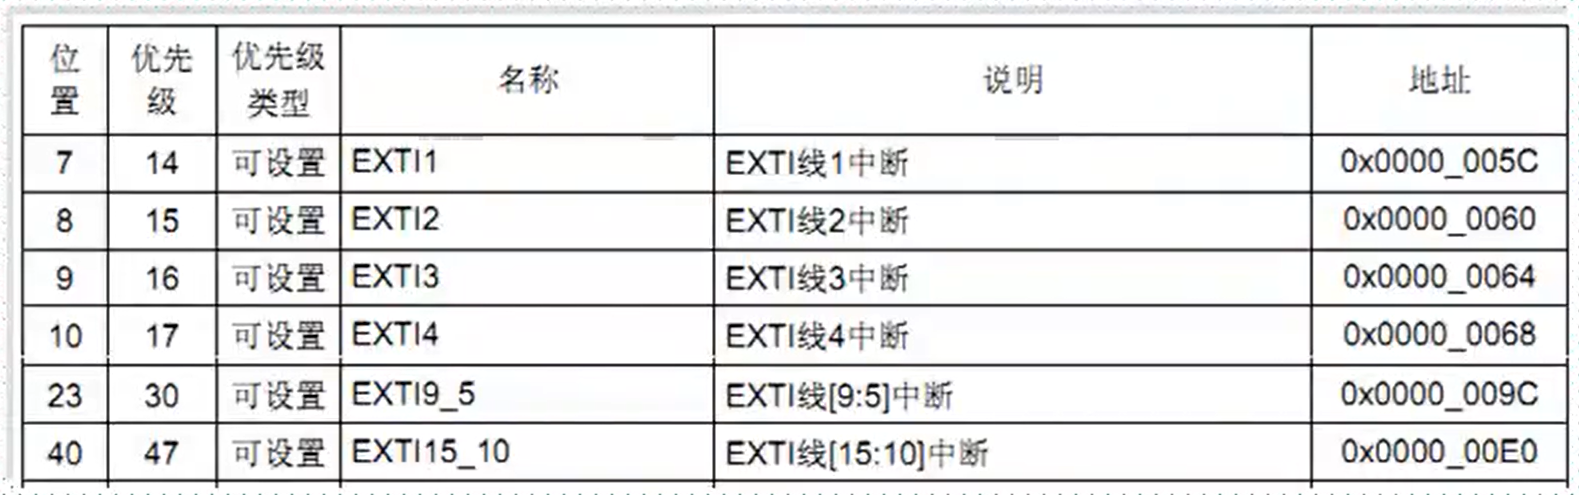 位置 优先级 优先级类型 名称 说明 地址
7 14 可设置 EXTI1 EXTI线1中断 0x0000_005C
8 15 可设置 EXTI2 EXTI线2中断 0x0000_0060
9 16 可设置 EXTI3 EXTI线3中断 0x0000_0064
10 17 可设置 EXTI4 EXTI线4中断 0x0000_0068
23 30 可设置 EXTI9_5 EXTI线[9:5]中断 0x0000_009C
40 47 可设置 EXTI15_10 EXTI线[15:10]中断 0x0000_00E0